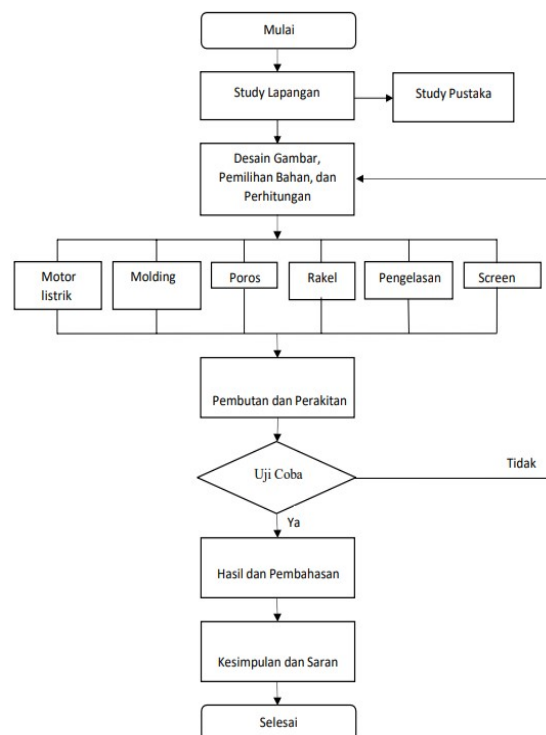 Mulai
Study Lapangan
Study Pustaka
Desain Gambar,
Pemilihan Bahan, dan
Perhitungan
Motor
listrik
Molding
Poros
Rakel
Pengelasan
Screen
Pembutan dan Perakitan
Uji Coba
Tidak
Ya
Hasil dan Pembahasan
Kesimpulan dan Saran
Selesai